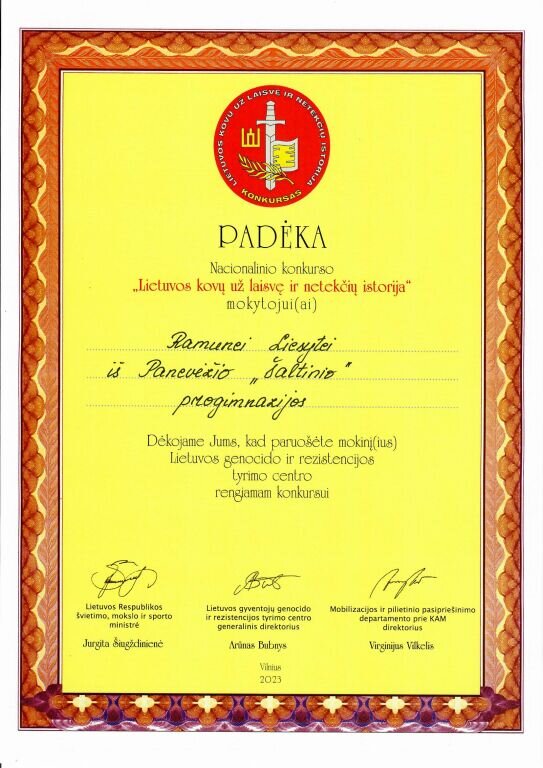 LIETUVOS KOVŲ UŽ LAISVĘ IR NETEKČIŲ ISTORIJA
KONKURSAS
PADĖKA
Nacionalinio konkurso
„Lietuvos kovų už laisvę ir netekčių istorija“
mokytojui(ai)
Ramunei Liesytei
iš Panevėžio „Šaltinio“
progimnazijos
Dėkojame Jums, kad paruošėte mokinį(ius)
Lietuvos genocido ir rezistencijos
tyrimo centro
rengiamam konkursui
Lietuvos Respublikos
švietimo, mokslo ir sporto
ministrė
Jurgita Šiugždinienė
Lietuvos gyventojų genocido
ir rezistencijos tyrimo centro
generalinis direktorius
Arūnas Bubnys
Mobilizacijos ir pilietinio pasipriešinimo
departamento prie KAM
direktorius
Virginijus Vilkelis
Vilnius
2023